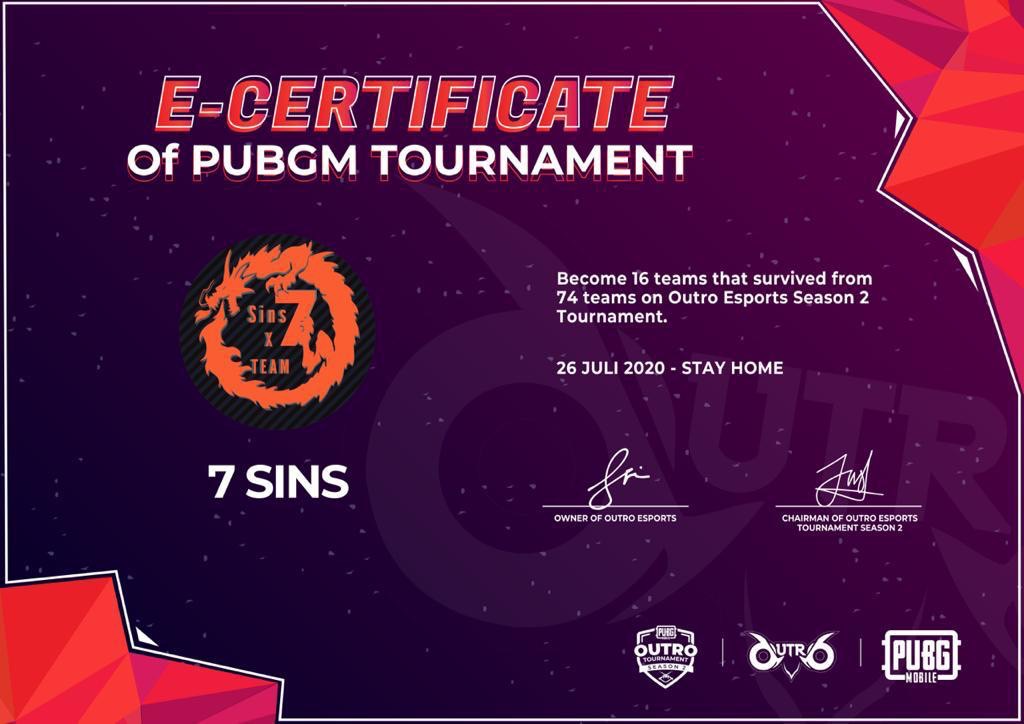 E-CERTIFICATE
Of PUBGM TOURNAMENT
Sins 7
X
TEAM
7 SINS
Become 16 teams that survived from
74 teams on Outro Esports Season 2
Tournament.
26 JULI 2020 - STAY HOME
OWNER OF OUTRO ESPORTS
CHAIRMAN OF OUTRO ESPORTS
TOURNAMENT SEASON 2
OUTR
PUBG
OUTRO
TOURNAMENT
SEASON 2
OUTRO
PUBG
MOBILE